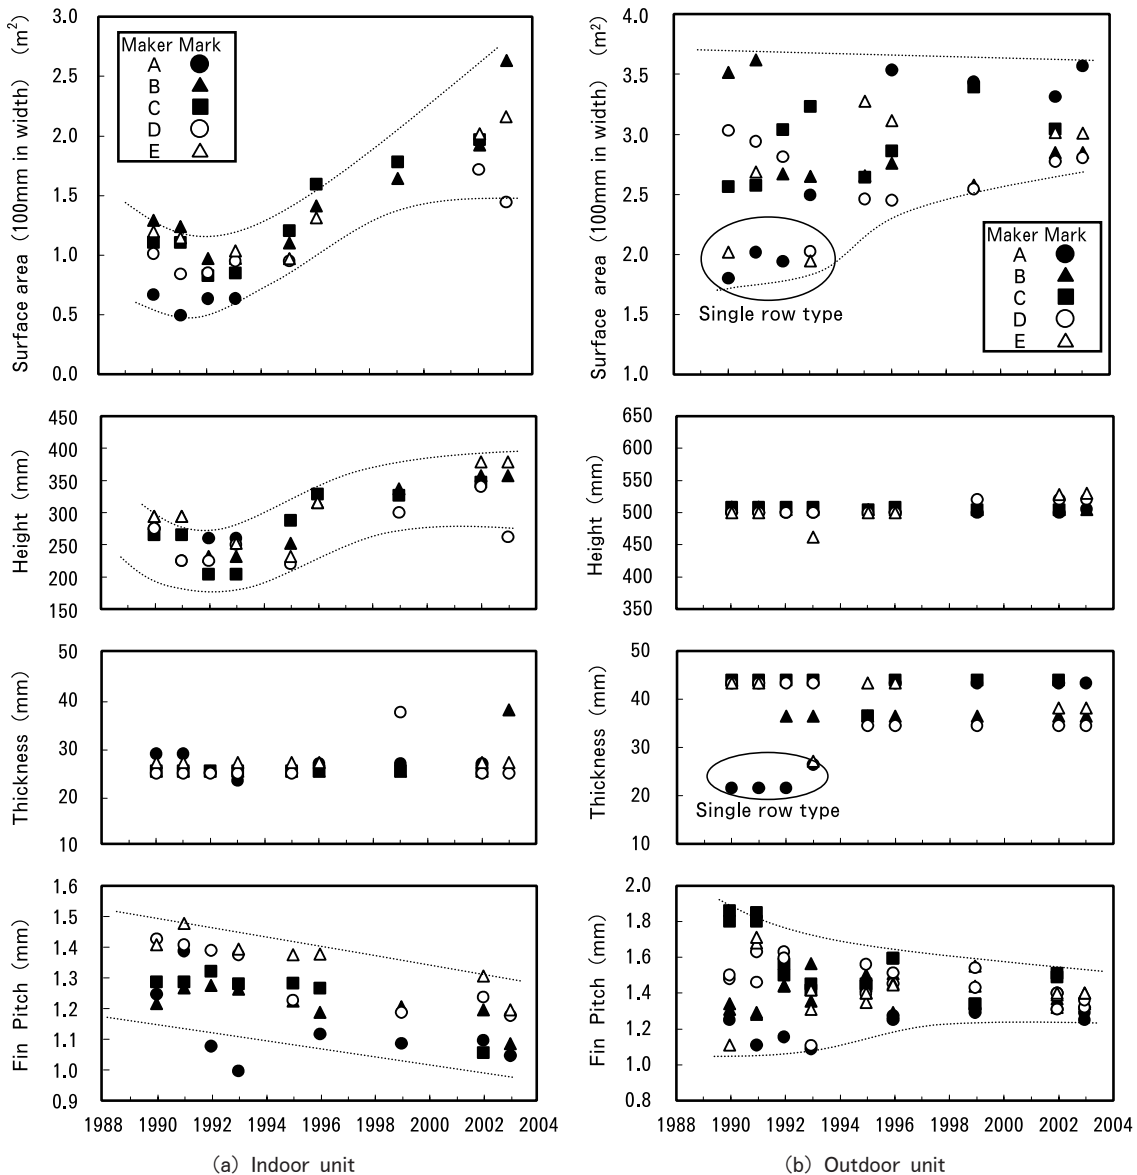 Surface area (100mm in width) (m²)
3.0
2.5
2.0
1.5
1.0
0.5
0.0
Maker Mark
A
B
C
D
E
Surface area (100mm in width) (m²)
4.0
3.5
3.0
2.5
2.0
1.5
1.0
Single row type
Maker Mark
A
B
C
D
E
Height (mm)
450
400
350
300
250
200
150
Height (mm)
650
600
550
500
450
400
350
Thickness (mm)
50
40
30
20
10
Thickness (mm)
50
40
30
20
10
Single row type
Fin Pitch (mm)
1.6
1.5
1.4
1.3
1.2
1.1
1.0
0.9
1988 1990 1992 1994 1996 1998 2000 2002 2004
(a) Indoor unit
Fin Pitch (mm)
2.0
1.8
1.6
1.4
1.2
1.0
0.8
1988 1990 1992 1994 1996 1998 2000 2002 2004
(b) Outdoor unit